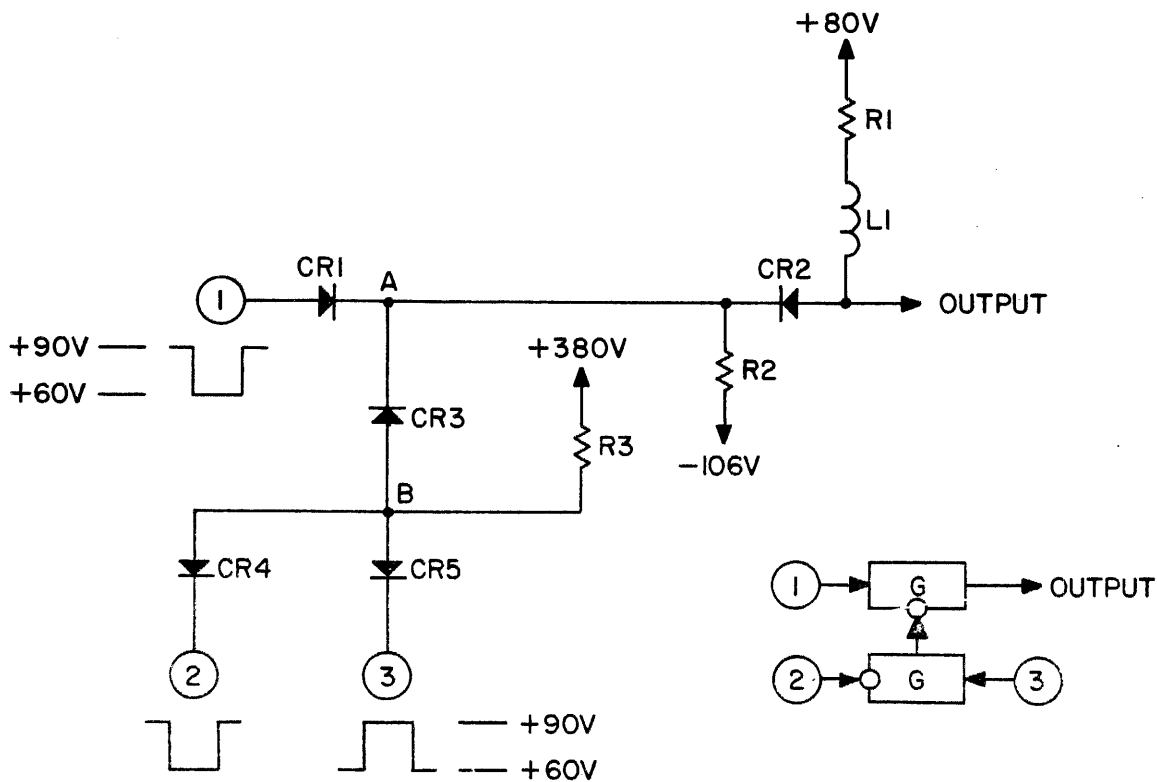 +80V
R1
L1
CR1
A
CR2
1
OUTPUT
+90V
+60V
+380V
R2
CR3
R3
-106V
B
CR4
CR5
1
G
OUTPUT
2
3
2
G
3
+90V
+60V